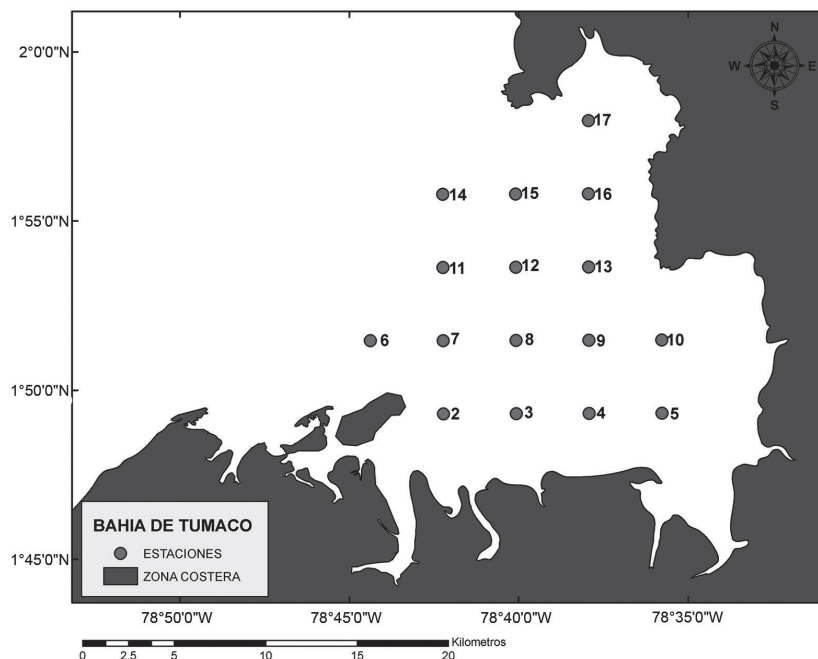 N
W E
S
2°0'0"N
1°55'0"N
1°50'0"N
1°45'0"N
17
14 15 16
11 12 13
6 7 8 9 10
2 3 4 5
BAHIA DE TUMACO
ESTACIONES
ZONA COSTERA
78°50'0"W 78°45'0"W 78°40'0"W 78°35'0"W
Kilometros
0 2.5 5 10 15 20